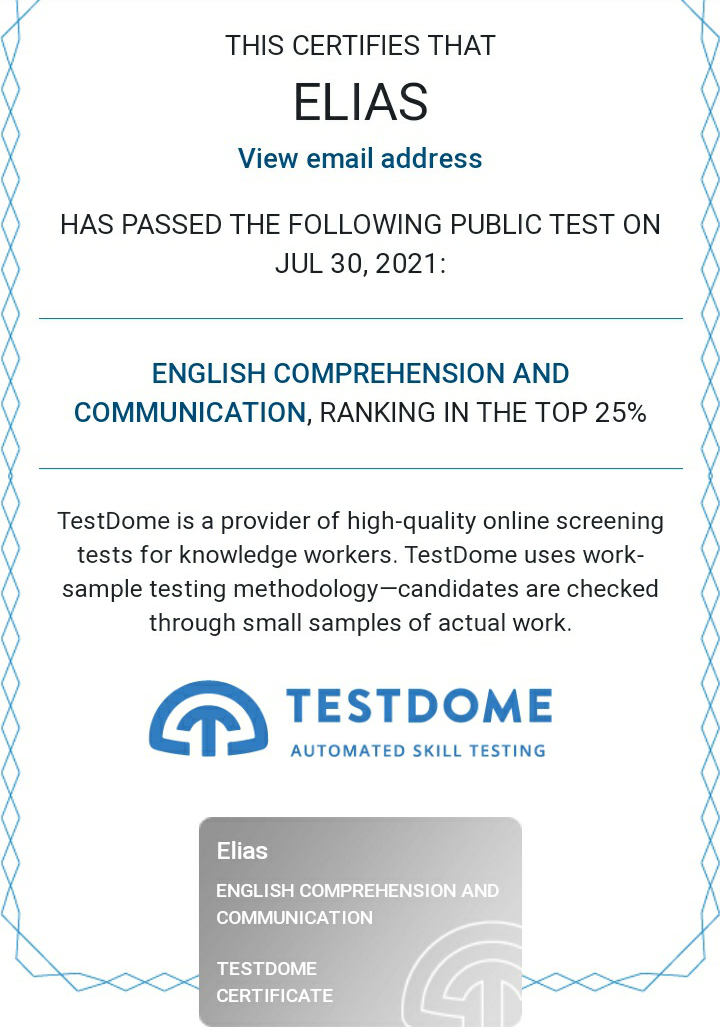 THIS CERTIFIES THAT
ELIAS
View email address
HAS PASSED THE FOLLOWING PUBLIC TEST ON
JUL 30, 2021:
ENGLISH COMPREHENSION AND
COMMUNICATION, RANKING IN THE TOP 25%
TestDome is a provider of high-quality online screening
tests for knowledge workers. TestDome uses work-
sample testing methodology—candidates are checked
through small samples of actual work.
TESTDOME
AUTOMATED SKILL TESTING
Elias
ENGLISH COMPREHENSION AND
COMMUNICATION
TESTDOME
CERTIFICATE